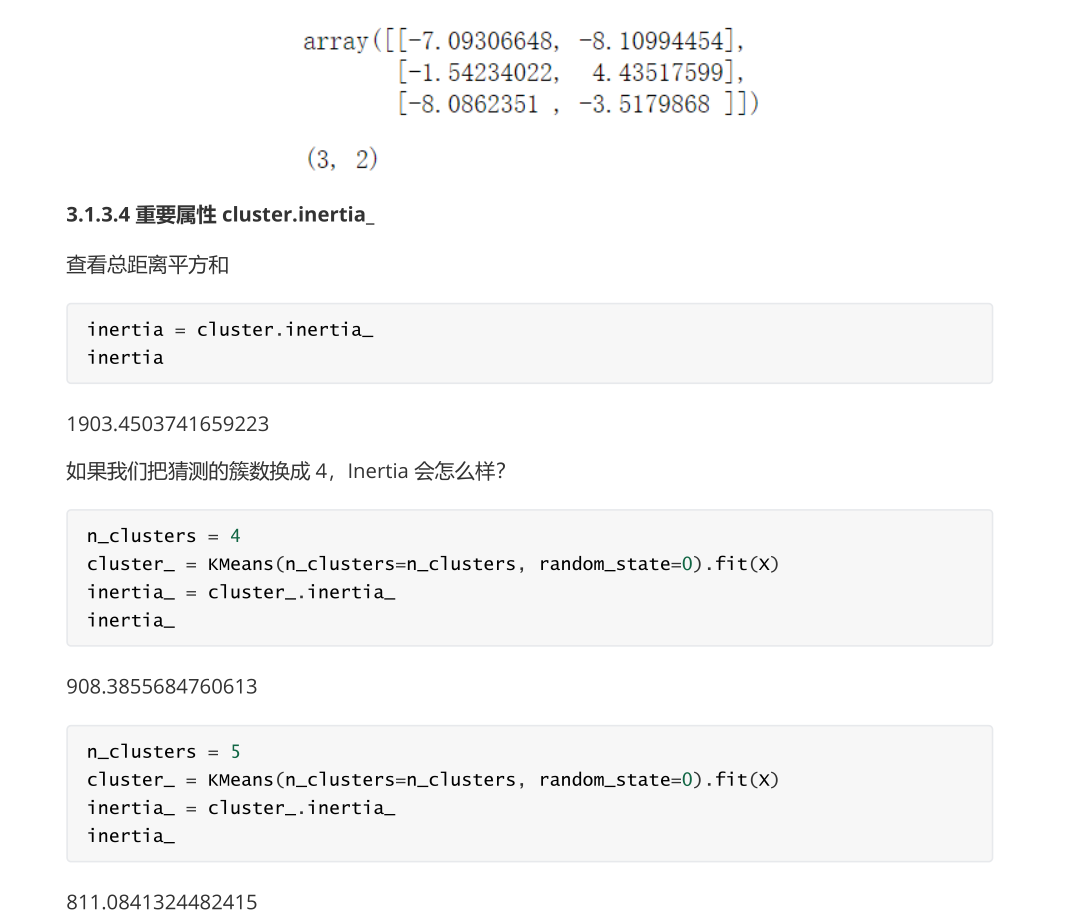 array([[-7.09306648, -8.10994454],
[-1.54234022, 4.43517599],
[-8.0862351 , -3.5179868 ]])
(3, 2)
3.1.3.4 重要属性 cluster.inertia_
查看总距离平方和
inertia = cluster.inertia_
inertia
1903.4503741659223
如果我们把猜测的簇数换成 4，Inertia 会怎么样？
n_clusters = 4
cluster_ = KMeans(n_clusters=n_clusters, random_state=0).fit(X)
inertia_ = cluster_.inertia_
inertia_
908.3855684760613
n_clusters = 5
cluster_ = KMeans(n_clusters=n_clusters, random_state=0).fit(X)
inertia_ = cluster_.inertia_
inertia_
811.0841324482415